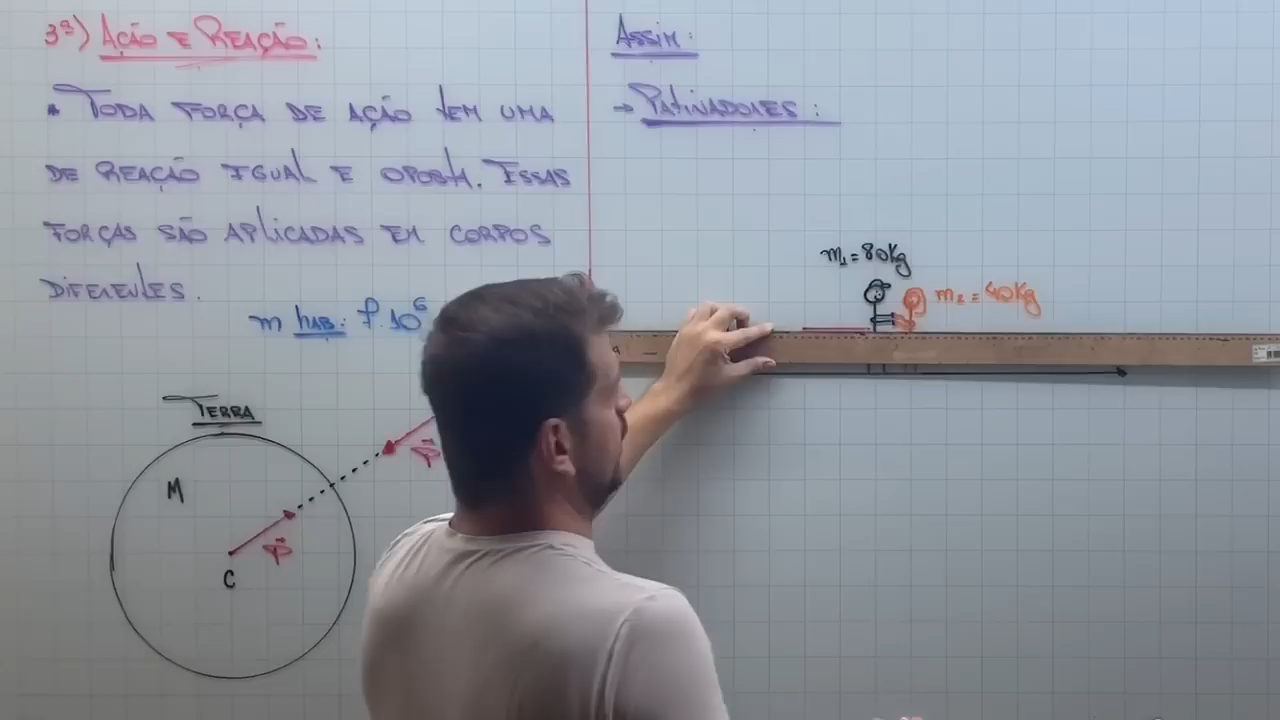 3ª) AÇÃO E REAÇÃO:
• TODA FORÇA DE AÇÃO TEM UMA
DE REAÇÃO IGUAL E OPOSTA. ESSAS
FORÇAS SÃO APLICADAS EM CORPOS
DIFERENTES.
m HAB: 7.10⁶
TERRA
M
P
P
C
ASSIM:
→ PATINADORES:
m₁ = 80Kg
m₂ = 40Kg